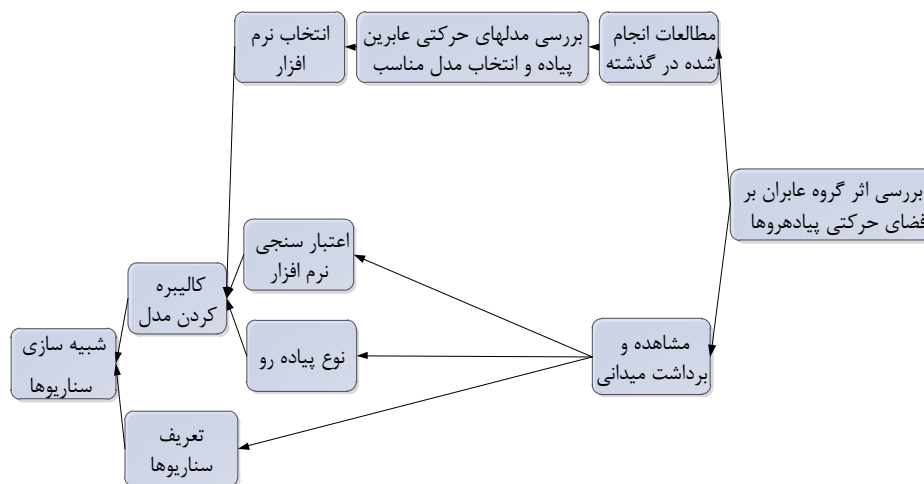 مطالعات انجام
شده در گذشته
بررسی مدلهای حرکتی عابرین
پیاده و انتخاب مدل مناسب
انتخاب نرم
افزار
بررسی اثر گروه عابران بر
فضای حرکتی پیادهروها
مشاهده و
برداشت میدانی
اعتبار سنجی
نرم افزار
نوع پیاده رو
تعریف
سناریوها
کالیبره
کردن مدل
شبیه سازی
سناریوها